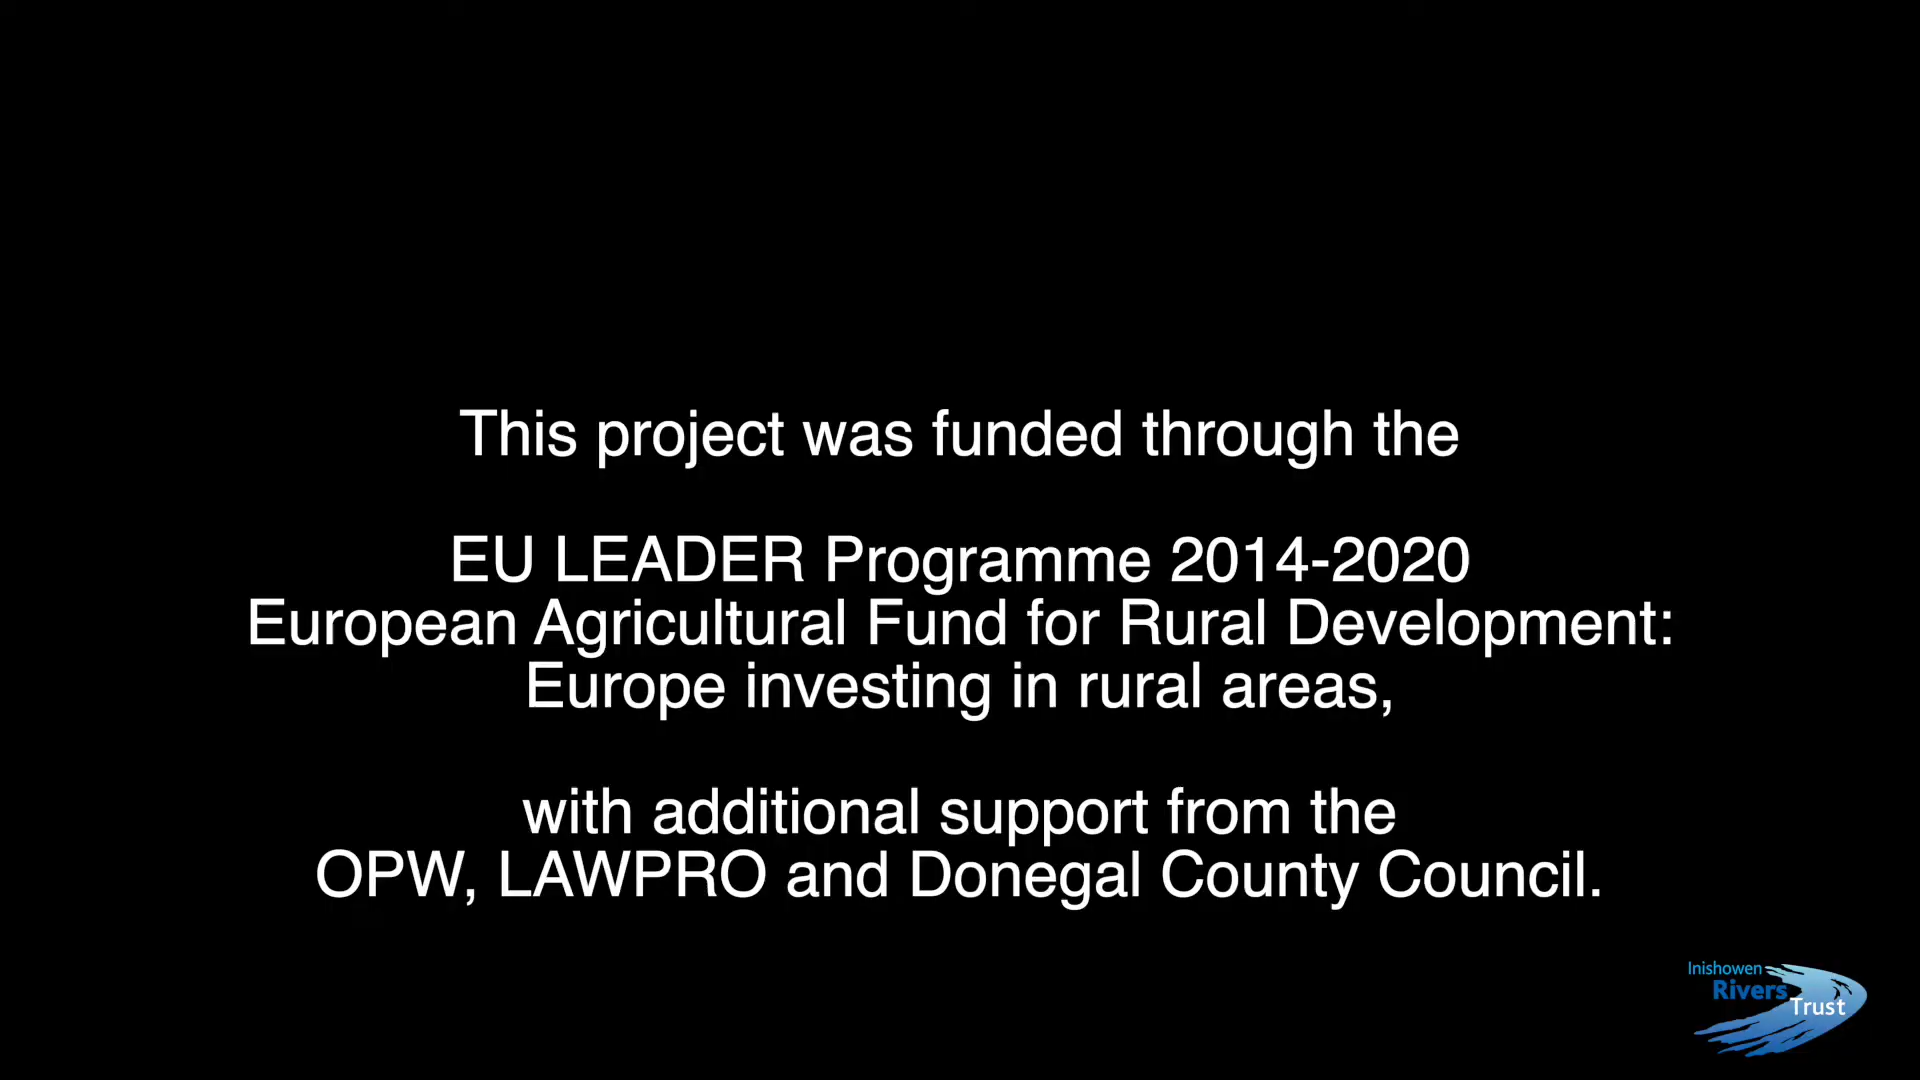 This project was funded through the
EU LEADER Programme 2014-2020
European Agricultural Fund for Rural Development:
Europe investing in rural areas,
with additional support from the
OPW, LAWPRO and Donegal County Council.
Inishowen
Rivers
Trust